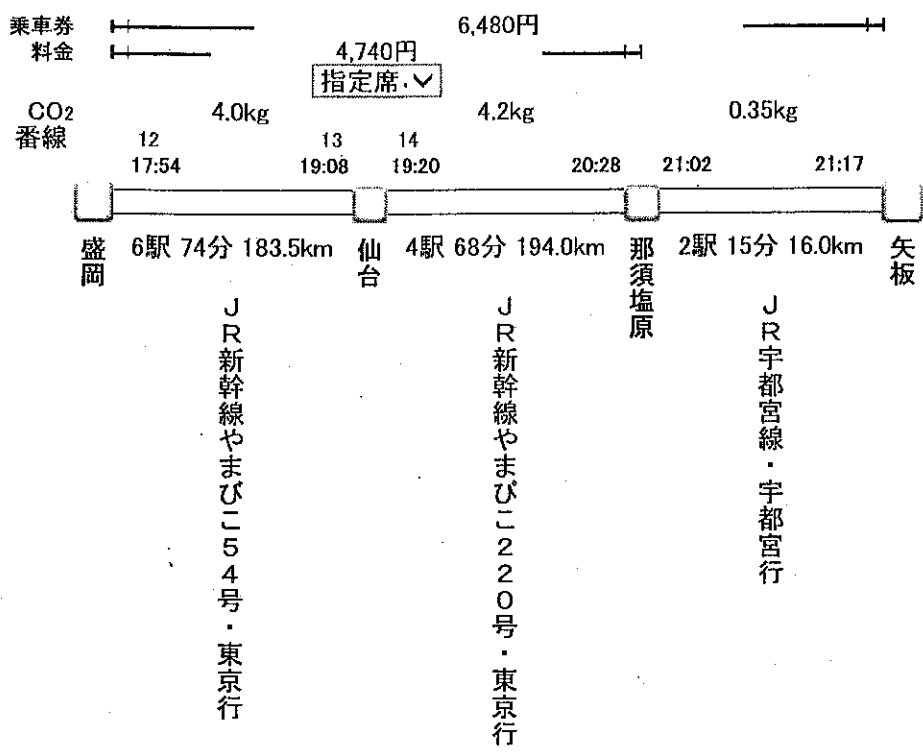 乗車券 6,480円
料金 4,740円
指定席
CO2 4.0kg 4.2kg 0.35kg
番線 12 13 14
17:54 19:08 19:20 20:28 21:02 21:17
盛岡 6駅 74分 183.5km 仙台 4駅 68分 194.0km 那須塩原 2駅 15分 16.0km 矢板
JR新幹線やまびこ54号・東京行
JR新幹線やまびこ220号・東京行
JR宇都宮線・宇都宮行